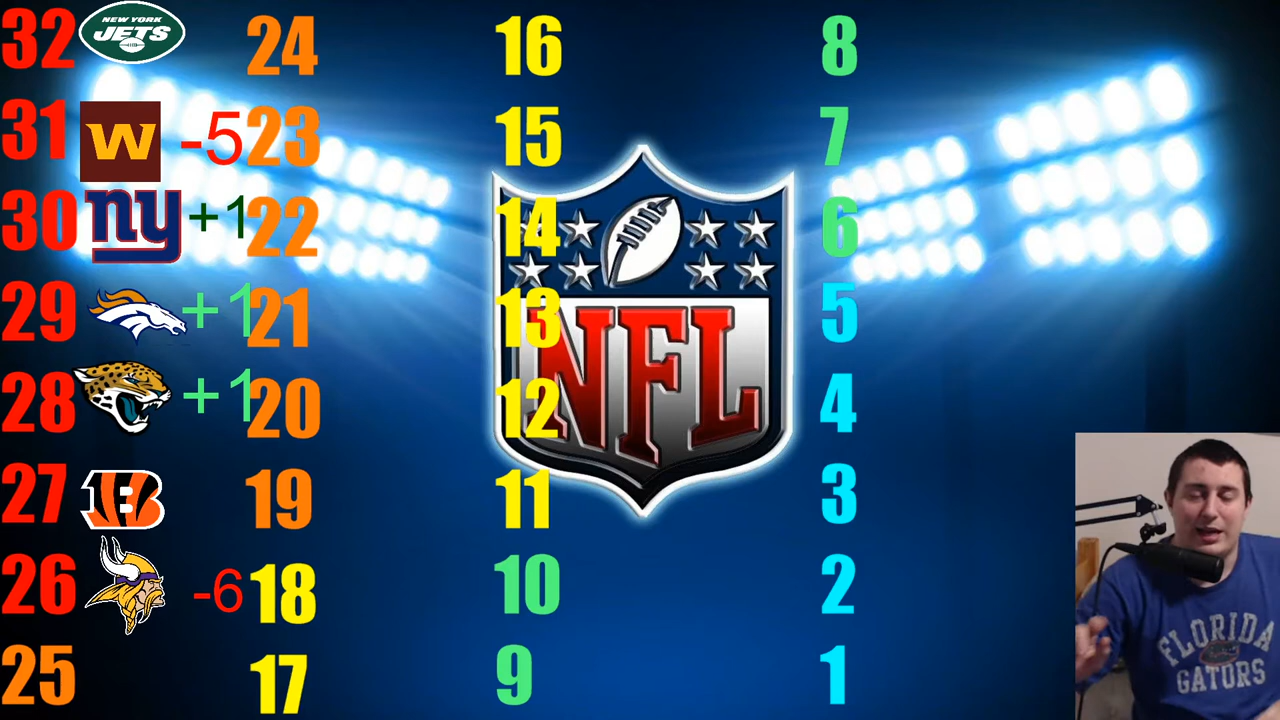 32 NEW YORK JETS 24 16 8
31 W -5 23 15 7
30 ny +1 22 14 6
29 +1 21 13 5
28 +1 20 12 4
27 B 19 11 3
26 -6 18 10 2
25 17 9 1
NFL
FLORIDA
GATORS